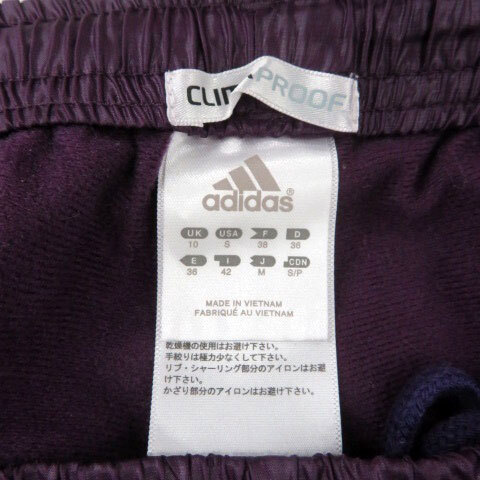 CLIMAPROOF
adidas®
UK USA F D
10 S 38 36
E I J CDN
36 42 M S/P
MADE IN VIETNAM
FABRIQUÉ AU VIETNAM
乾燥機の使用はお避け下さい。
手絞りは極力少なくして下さい。
リブ・シャーリング部分のアイロンはお避け下さい。
かざり部分のアイロンはお避け下さい。